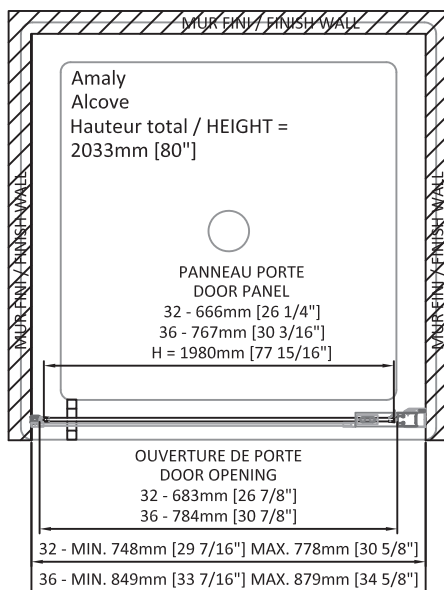 MUR FINI / FINISH WALL
Amaly
Alcove
Hauteur total / HEIGHT =
2033mm [80"]
MUR FINI / FINISH WALL
MUR FINI / FINISH WALL
PANNEAU PORTE
DOOR PANEL
32 - 666mm [26 1/4"]
36 - 767mm [30 3/16"]
H = 1980mm [77 15/16"]
OUVERTURE DE PORTE
DOOR OPENING
32 - 683mm [26 7/8"]
36 - 784mm [30 7/8"]
32 - MIN. 748mm [29 7/16"] MAX. 778mm [30 5/8"]
36 - MIN. 849mm [33 7/16"] MAX. 879mm [34 5/8"]